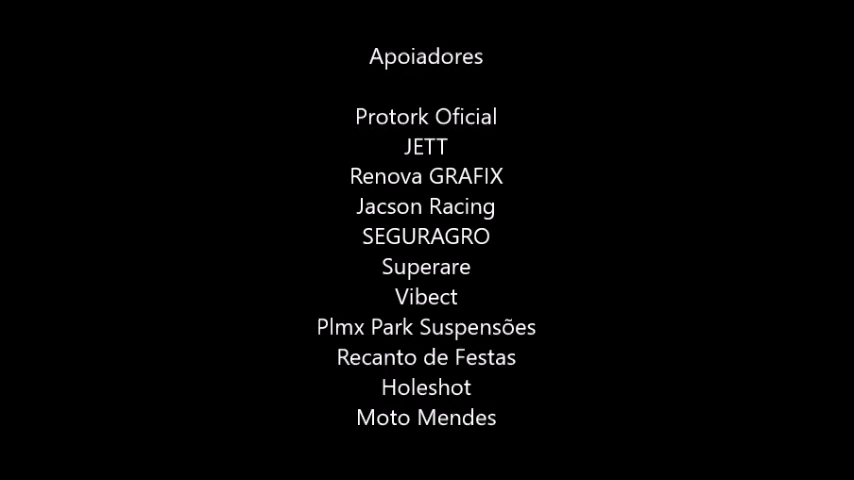 Apoiadores
Protork Oficial
JETT
Renova GRAFIX
Jacson Racing
SEGURAGRO
Superare
Vibect
Plmx Park Suspensões
Recanto de Festas
Holeshot
Moto Mendes